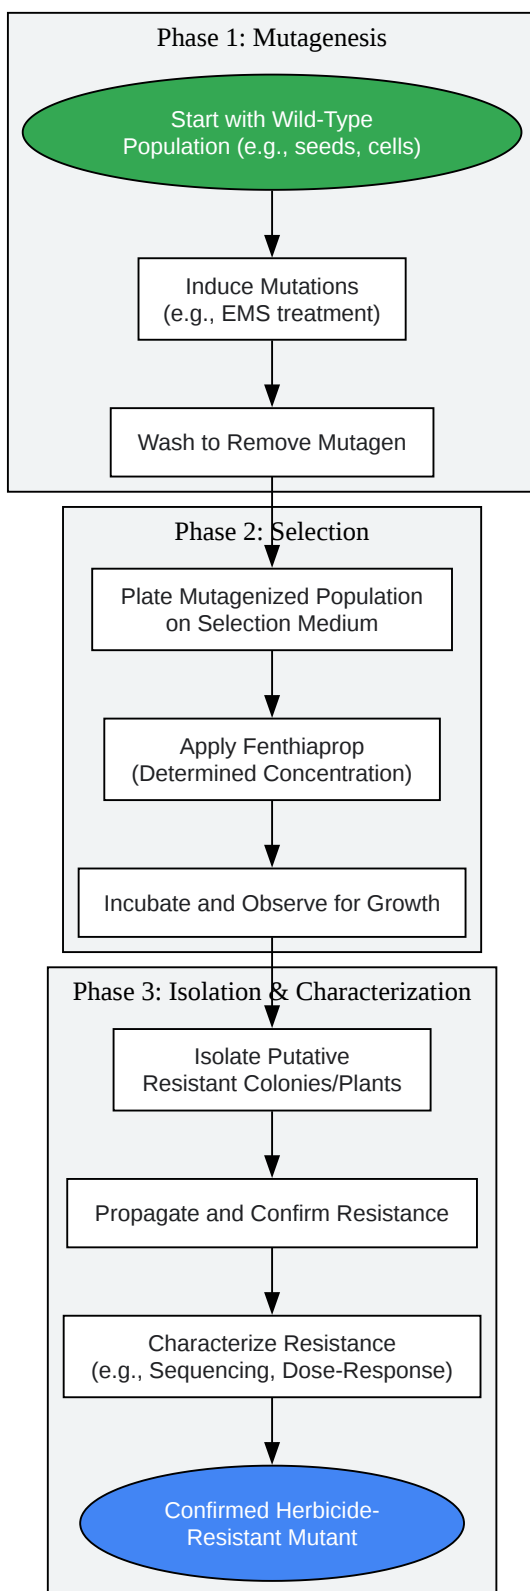 Phase 1: Mutagenesis
Start with Wild-Type
Population (e.g., seeds, cells)
Induce Mutations
(e.g., EMS treatment)
Wash to Remove Mutagen
Phase 2: Selection
Plate Mutagenized Population
on Selection Medium
Apply Fenthiaprop
(Determined Concentration)
Incubate and Observe for Growth
Phase 3: Isolation & Characterization
Isolate Putative
Resistant Colonies/Plants
Propagate and Confirm Resistance
Characterize Resistance
(e.g., Sequencing, Dose-Response)
Confirmed Herbicide-
Resistant Mutant